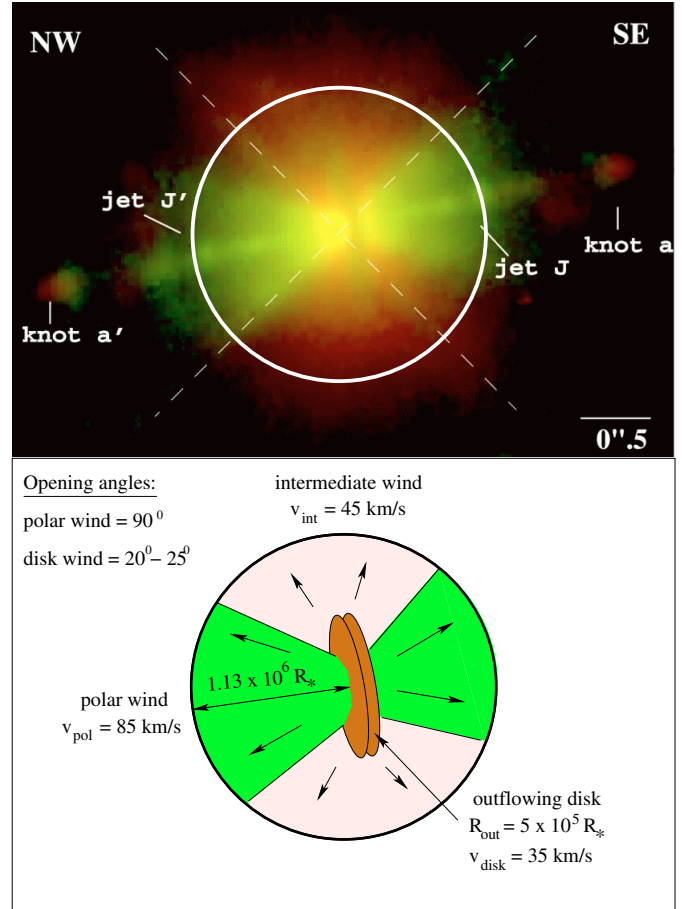 NW
SE
jet J’
knot a
jet J
knot a’
0".5
Opening angles:
polar wind = 90⁰
disk wind = 20⁰– 25⁰
intermediate wind
v_int = 45 km/s
1.13 x 10⁶ R_*
polar wind
v_pol = 85 km/s
outflowing disk
R_out = 5 x 10⁵ R_*
v_disk = 35 km/s